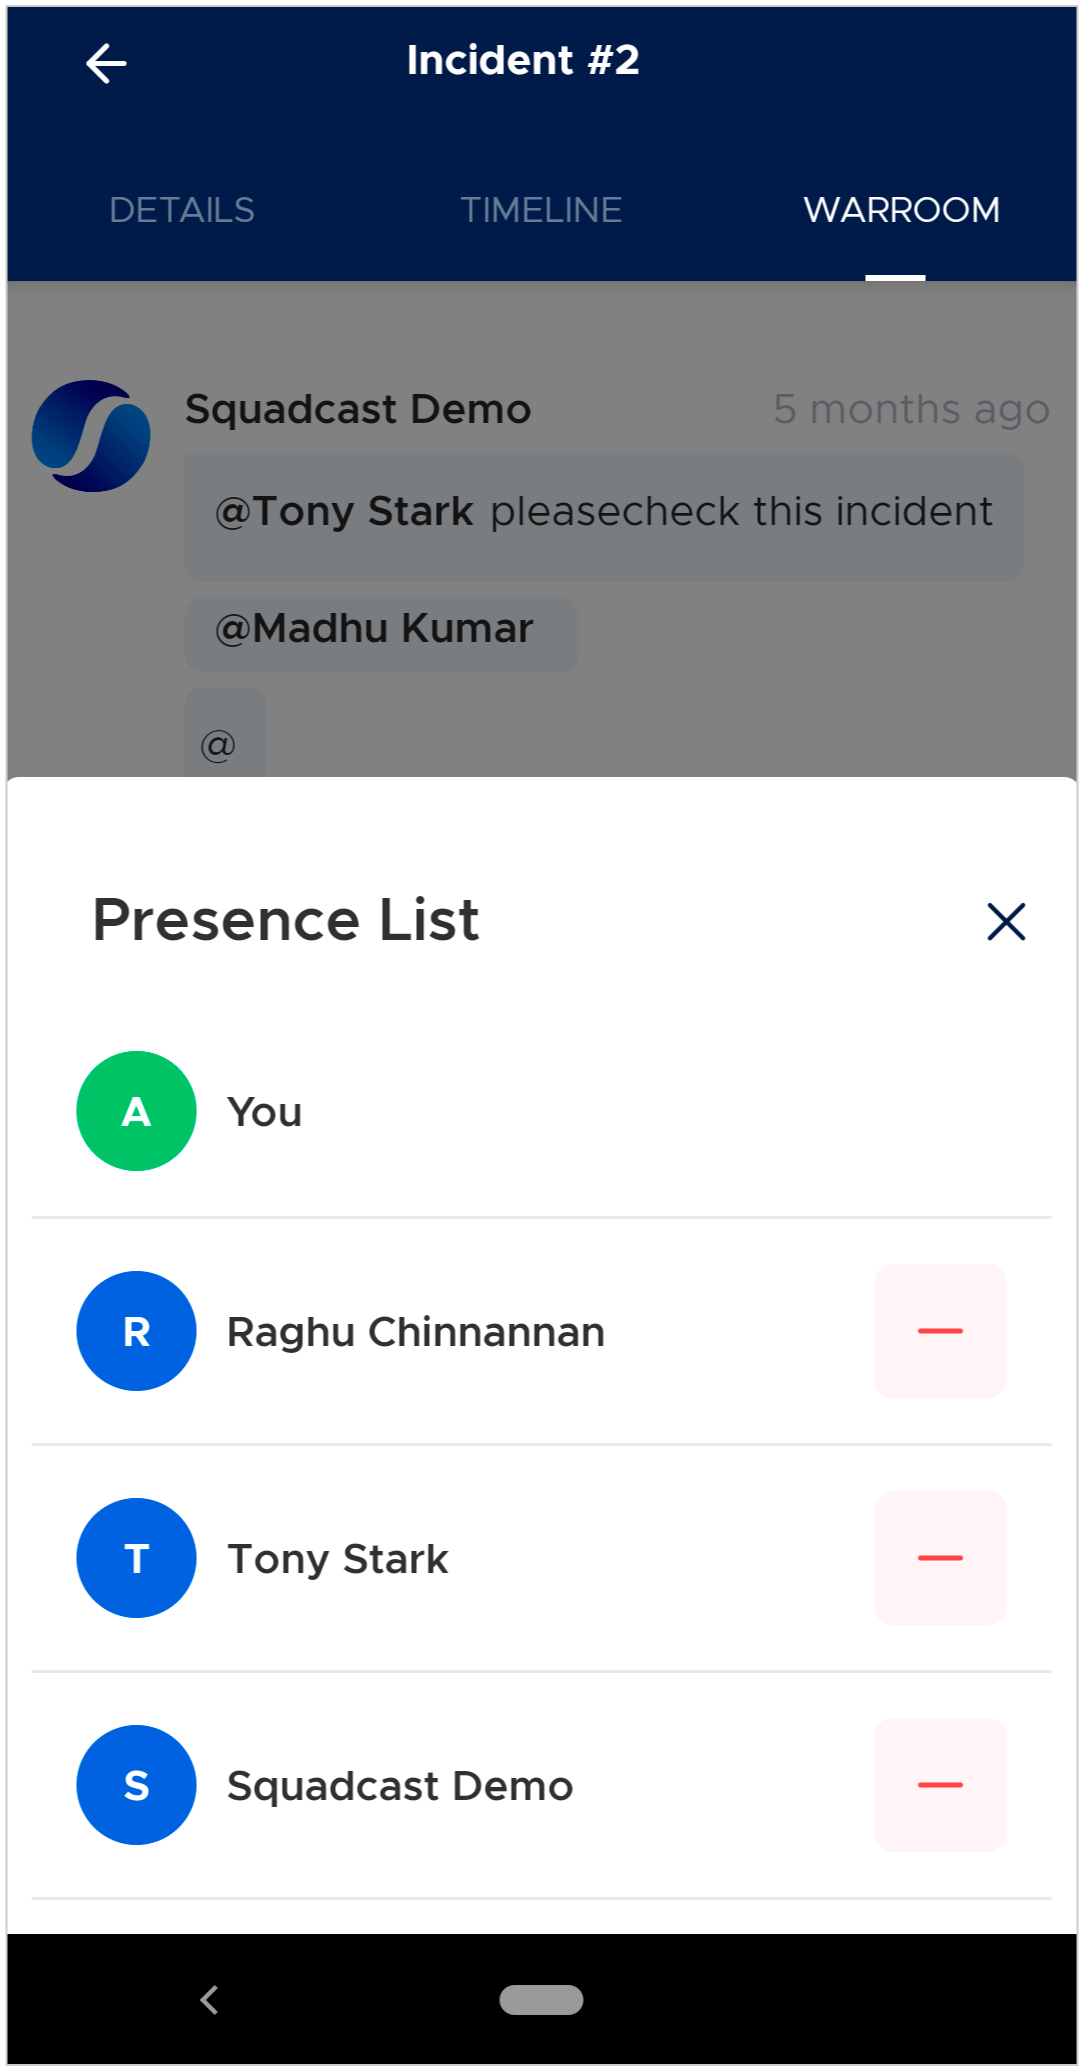 Incident #2
DETAILS TIMELINE WARROOM
Squadcast Demo 5 months ago
@Tony Stark pleasecheck this incident
@Madhu Kumar
@
Presence List
A You
R Raghu Chinnannan
T Tony Stark
S Squadcast Demo